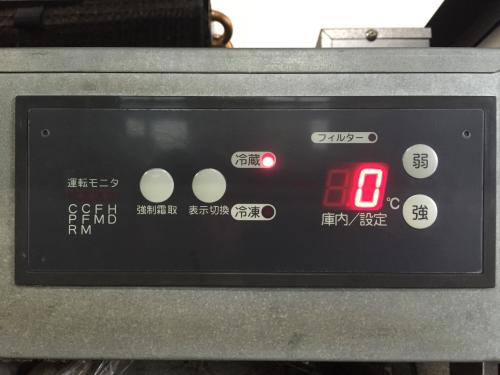 フィルター
冷蔵
弱
運転モニタ
0 ℃
CCFH
PFMD
RM
強制霜取
表示切換
冷凍
強
庫内/設定